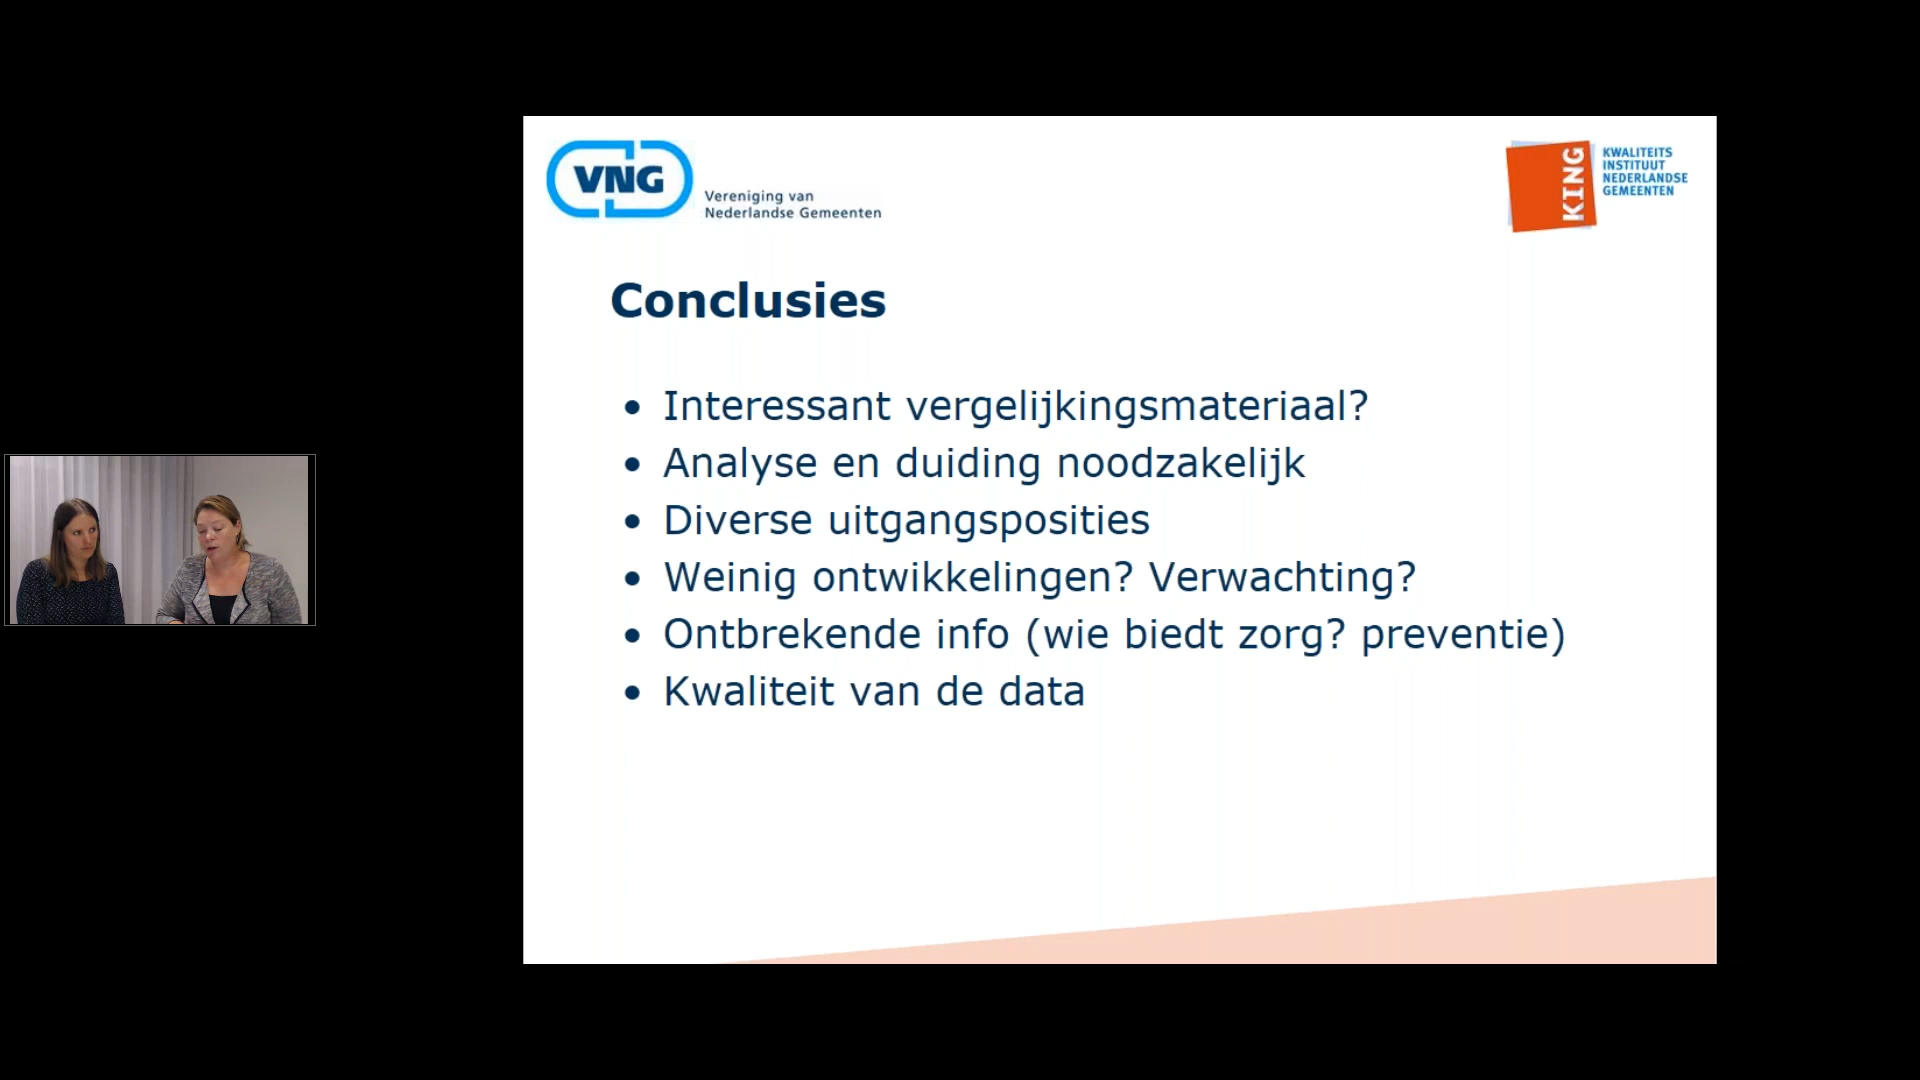 VNG
Vereniging van
Nederlandse Gemeenten
KING
KWALITEITS
INSTITUUT
NEDERLANDSE
GEMEENTEN
Conclusies
• Interessant vergelijkingsmateriaal?
• Analyse en duiding noodzakelijk
• Diverse uitgangsposities
• Weinig ontwikkelingen? Verwachting?
• Ontbrekende info (wie biedt zorg? preventie)
• Kwaliteit van de data